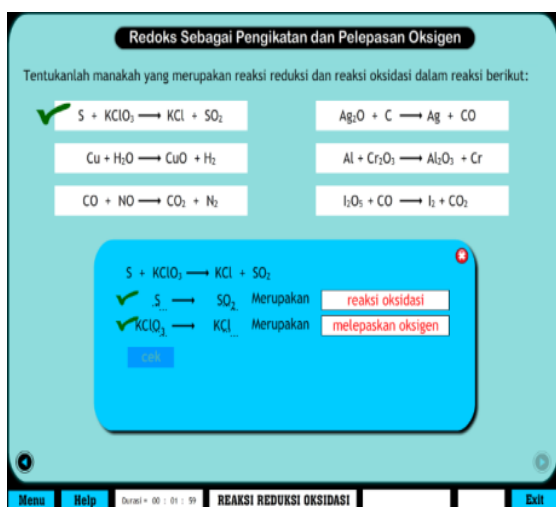 Redoks Sebagai Pengikatan dan Pelepasan Oksigen
Tentukanlah manakah yang merupakan reaksi reduksi dan reaksi oksidasi dalam reaksi berikut:
S + KClO₃ ⟶ KCl + SO₂
Ag₂O + C ⟶ Ag + CO
Cu + H₂O ⟶ CuO + H₂
Al + Cr₂O₃ ⟶ Al₂O₃ + Cr
CO + NO ⟶ CO₂ + N₂
I₂O₅ + CO ⟶ I₂ + CO₂
S + KClO₃ ⟶ KCl + SO₂
S ⟶ SO₂ Merupakan reaksi oksidasi
KClO₃ ⟶ KCl Merupakan melepaskan oksigen
cek
Menu Help Durasi = 00 : 01 : 59 REAKSI REDUKSI OKSIDASI Exit